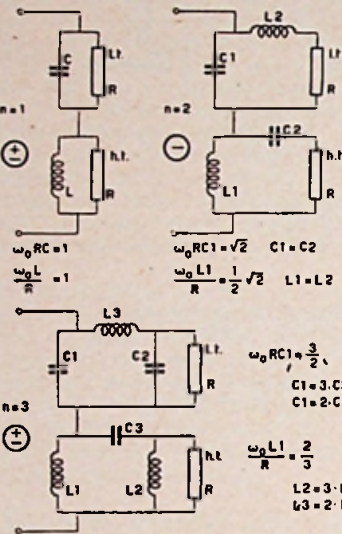 C
l.t.
R
n=1
±
L
h.t.
R
ω₀RC=1
ω₀L/R = 1
L2
C1
l.t.
R
n=2
−
C2
L1
h.t.
R
ω₀RC1=√2 C1=C2
ω₀L1/R = 1/2 √2 L1=L2
L3
C1
C2
l.t.
R
n=3
±
C3
L1
L2
h.t.
R
ω₀RC1=3/2
C1=3·C
C1=2·C
ω₀L1/R = 2/3
L2=3·
L3=2·